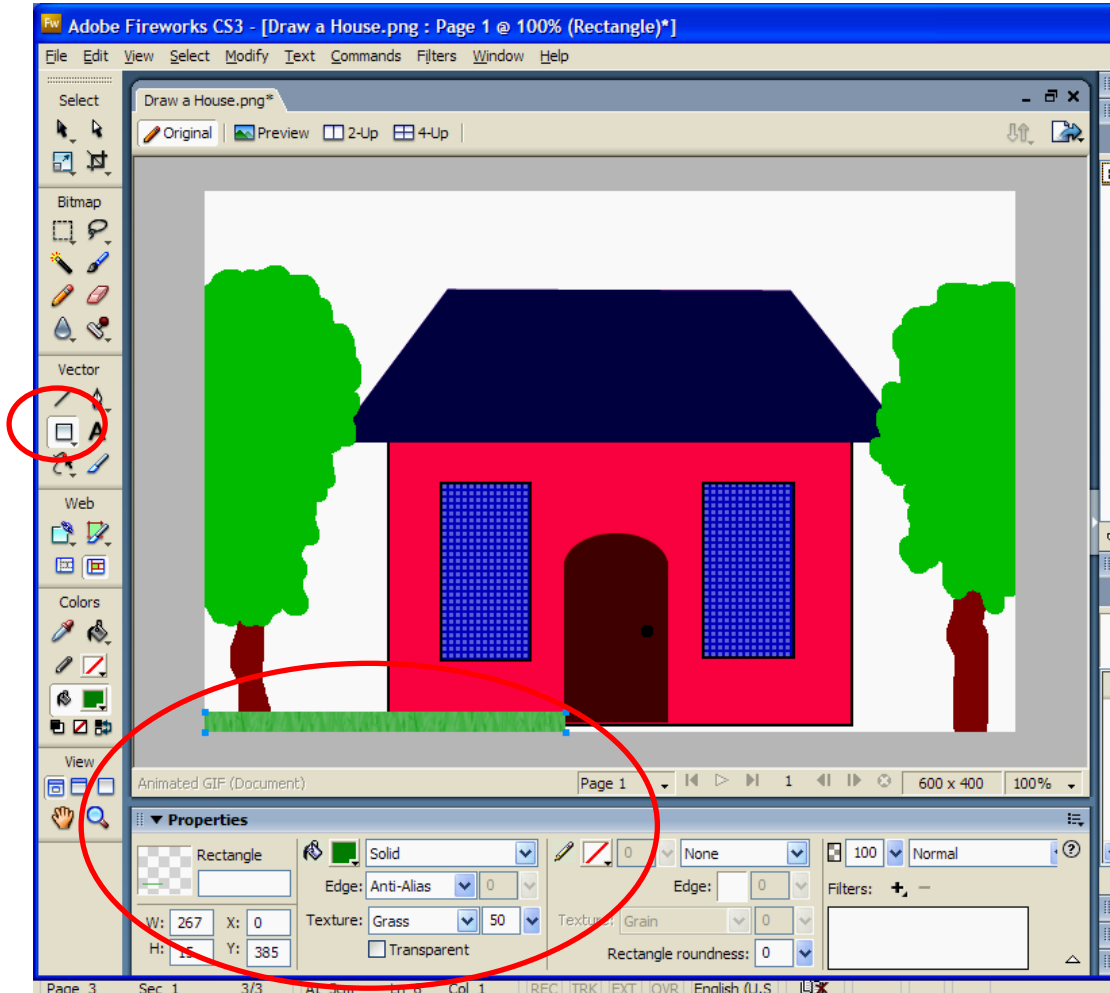 Fw Adobe Fireworks CS3 - [Draw a House.png : Page 1 @ 100% (Rectangle)*]
File Edit View Select Modify Text Commands Filters Window Help
Select
Draw a House.png*
Original Preview 2-Up 4-Up
Bitmap
Vector
A
Web
Colors
View
Animated GIF (Document) Page 1 1 600 x 400 100%
Properties
Rectangle Solid 0 None 100 Normal
Edge: Anti-Alias 0 Edge: 0 Filters: + -
W: 267 X: 0 Texture: Grass 50 Texture: Grain 0
H: 15 Y: 385 Transparent Rectangle roundness: 0
Page 3 Sec 1 3/3 Col 1 REC TRK EXT OVR English (U.S